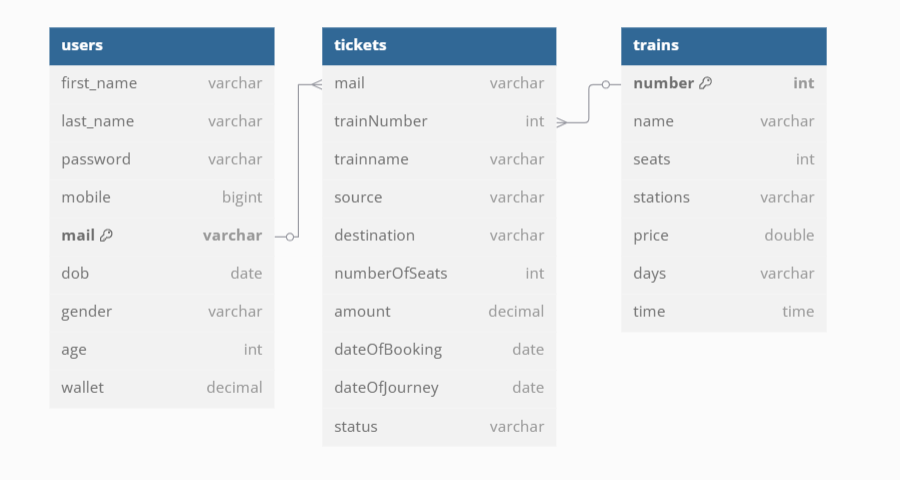 users
first_name varchar
last_name varchar
password varchar
mobile bigint
mail varchar
dob date
gender varchar
age int
wallet decimal
tickets
mail varchar
trainNumber int
trainname varchar
source varchar
destination varchar
numberOfSeats int
amount decimal
dateOfBooking date
dateOfJourney date
status varchar
trains
number int
name varchar
seats int
stations varchar
price double
days varchar
time time